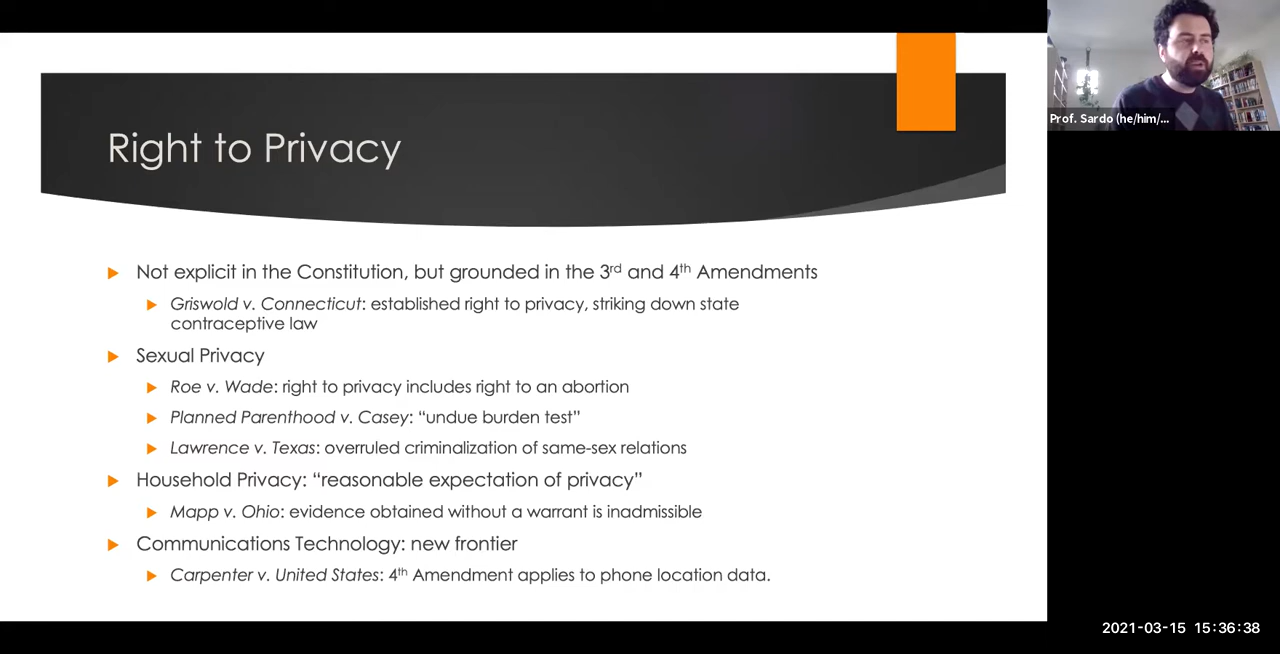 Right to Privacy
Prof. Sardo (he/him/...
Not explicit in the Constitution, but grounded in the 3rd and 4th Amendments
Griswold v. Connecticut: established right to privacy, striking down state
contraceptive law
Sexual Privacy
Roe v. Wade: right to privacy includes right to an abortion
Planned Parenthood v. Casey: “undue burden test”
Lawrence v. Texas: overruled criminalization of same-sex relations
Household Privacy: “reasonable expectation of privacy”
Mapp v. Ohio: evidence obtained without a warrant is inadmissible
Communications Technology: new frontier
Carpenter v. United States: 4th Amendment applies to phone location data.
2021-03-15 15:36:38